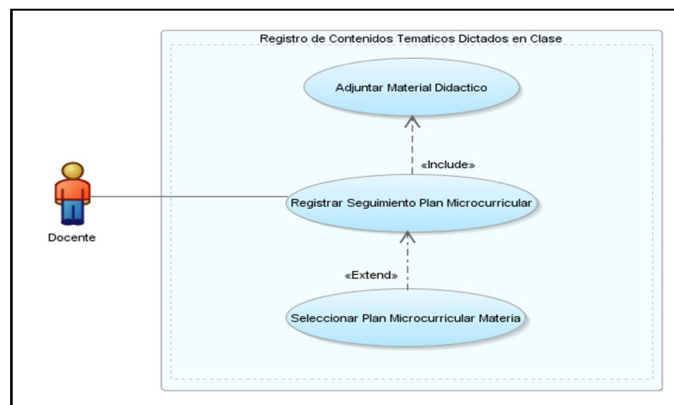 Registro de Contenidos Tematicos Dictados en Clase
Adjuntar Material Didactico
«Include»
Registrar Seguimiento Plan Microcurricular
Docente
«Extend»
Seleccionar Plan Microcurricular Materia